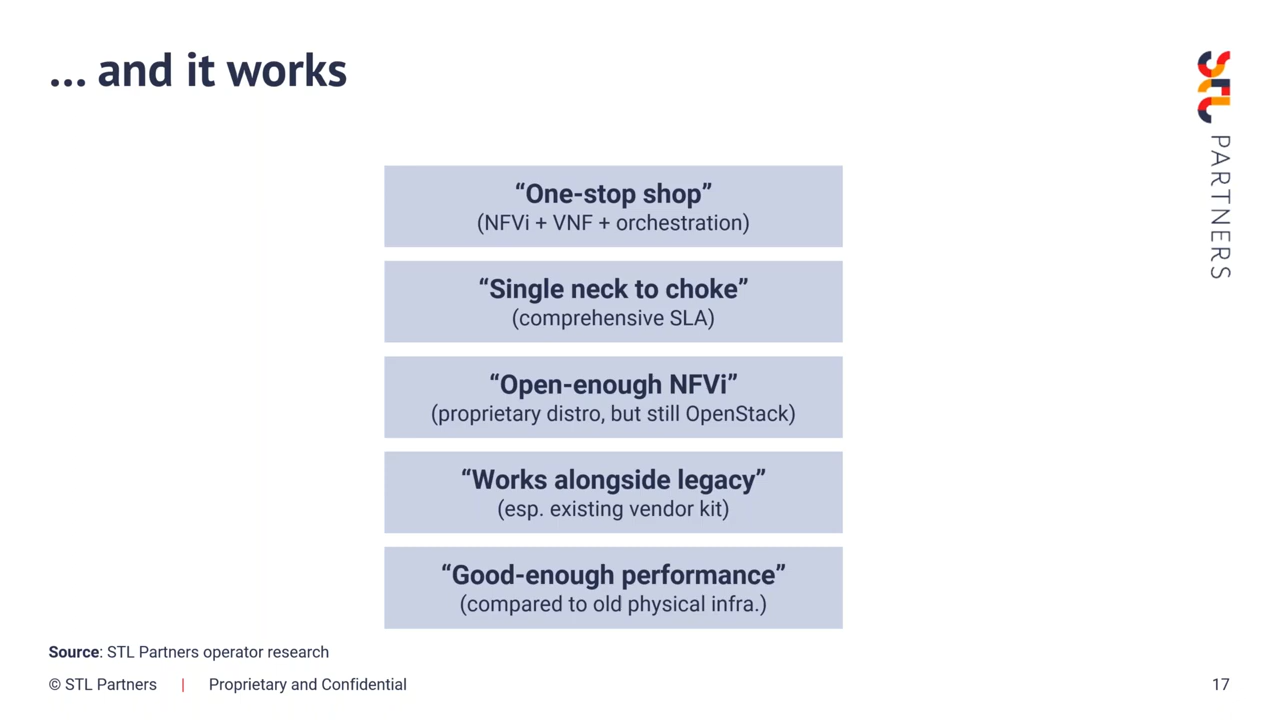 ... and it works
STL PARTNERS
“One-stop shop”
(NFVi + VNF + orchestration)
“Single neck to choke”
(comprehensive SLA)
“Open-enough NFVi”
(proprietary distro, but still OpenStack)
“Works alongside legacy”
(esp. existing vendor kit)
“Good-enough performance”
(compared to old physical infra.)
Source: STL Partners operator research
© STL Partners | Proprietary and Confidential
17